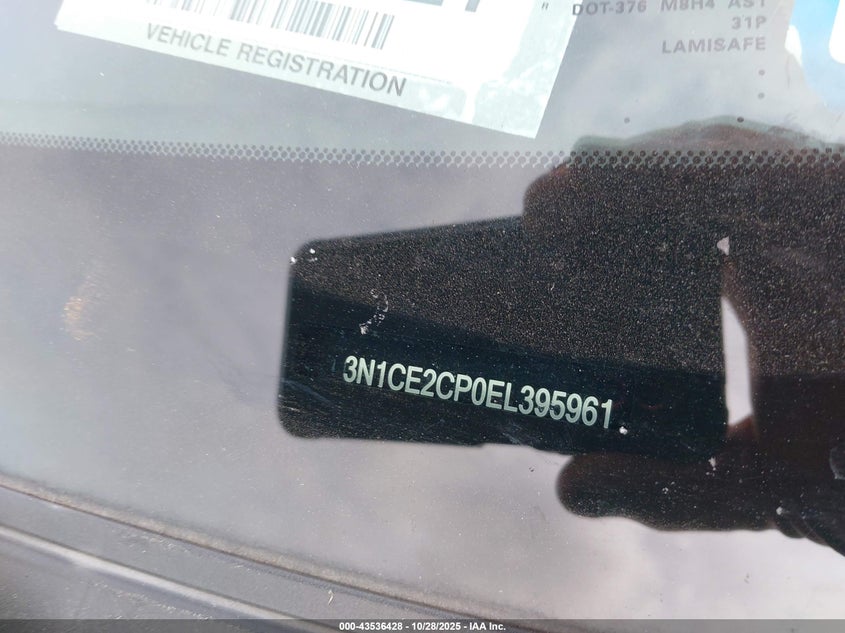 DOT-376 M8H4 AS1
31P
LAMISAFE
VEHICLE REGISTRATION
3N1CE2CP0EL395961
000-43536428 - 10/28/2025 - IAA Inc.